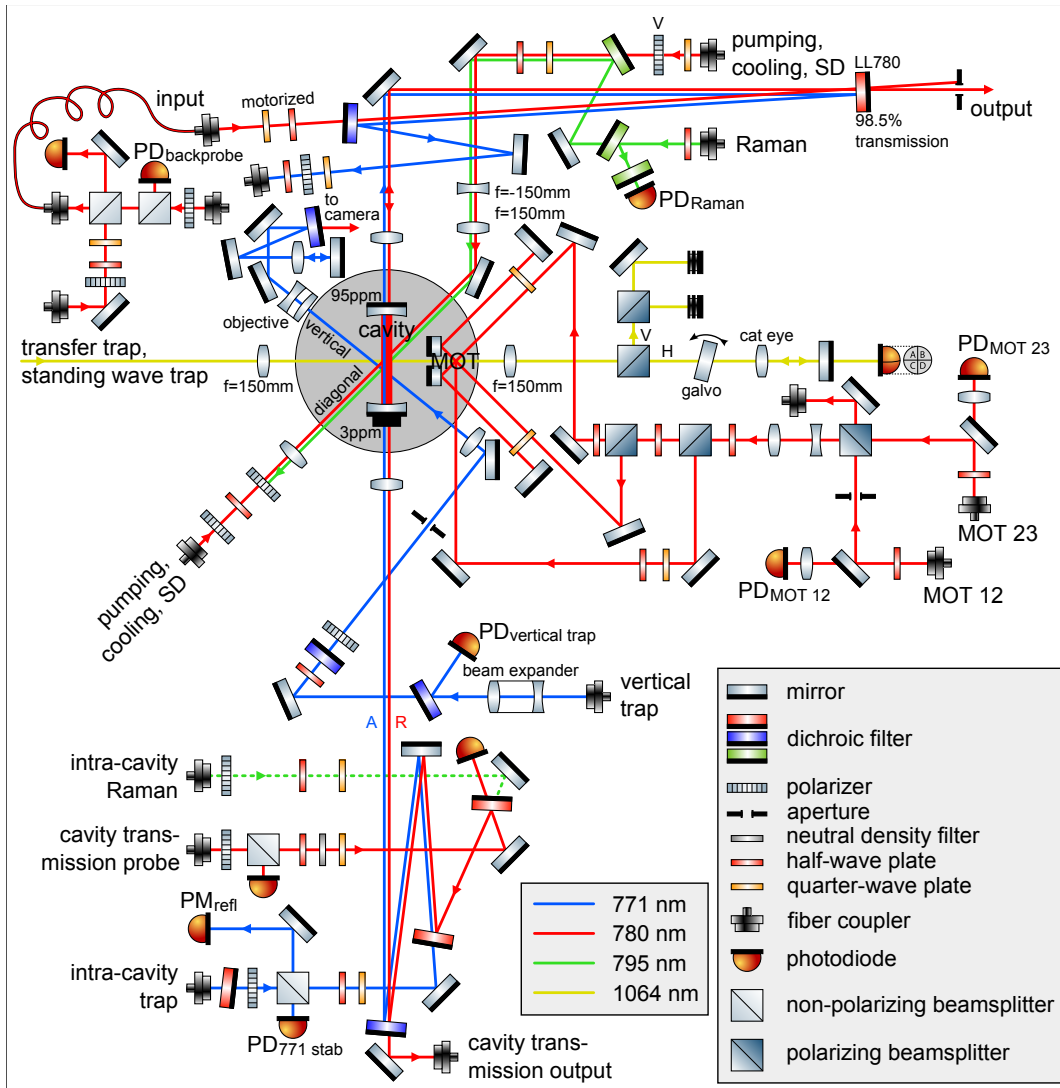 V
pumping,
cooling, SD
LL780
output
98.5%
transmission
input
motorized
PDbackprobe
Raman
PDRaman
to
camera
f=-150mm
f=150mm
objective
95ppm
cavity
vertical
MOT
diagonal
3ppm
transfer trap,
standing wave trap
f=150mm
f=150mm
V
H
cat eye
galvo
A B
C D
PDMOT 23
MOT 23
PDMOT 12
MOT 12
pumping,
cooling, SD
PDvertical trap
beam expander
vertical
trap
A R
intra-cavity
Raman
cavity trans-
mission probe
PMrefl
intra-cavity
trap
PD771 stab
cavity trans-
mission output
771 nm
780 nm
795 nm
1064 nm
mirror
dichroic filter
polarizer
aperture
neutral density filter
half-wave plate
quarter-wave plate
fiber coupler
photodiode
non-polarizing beamsplitter
polarizing beamsplitter